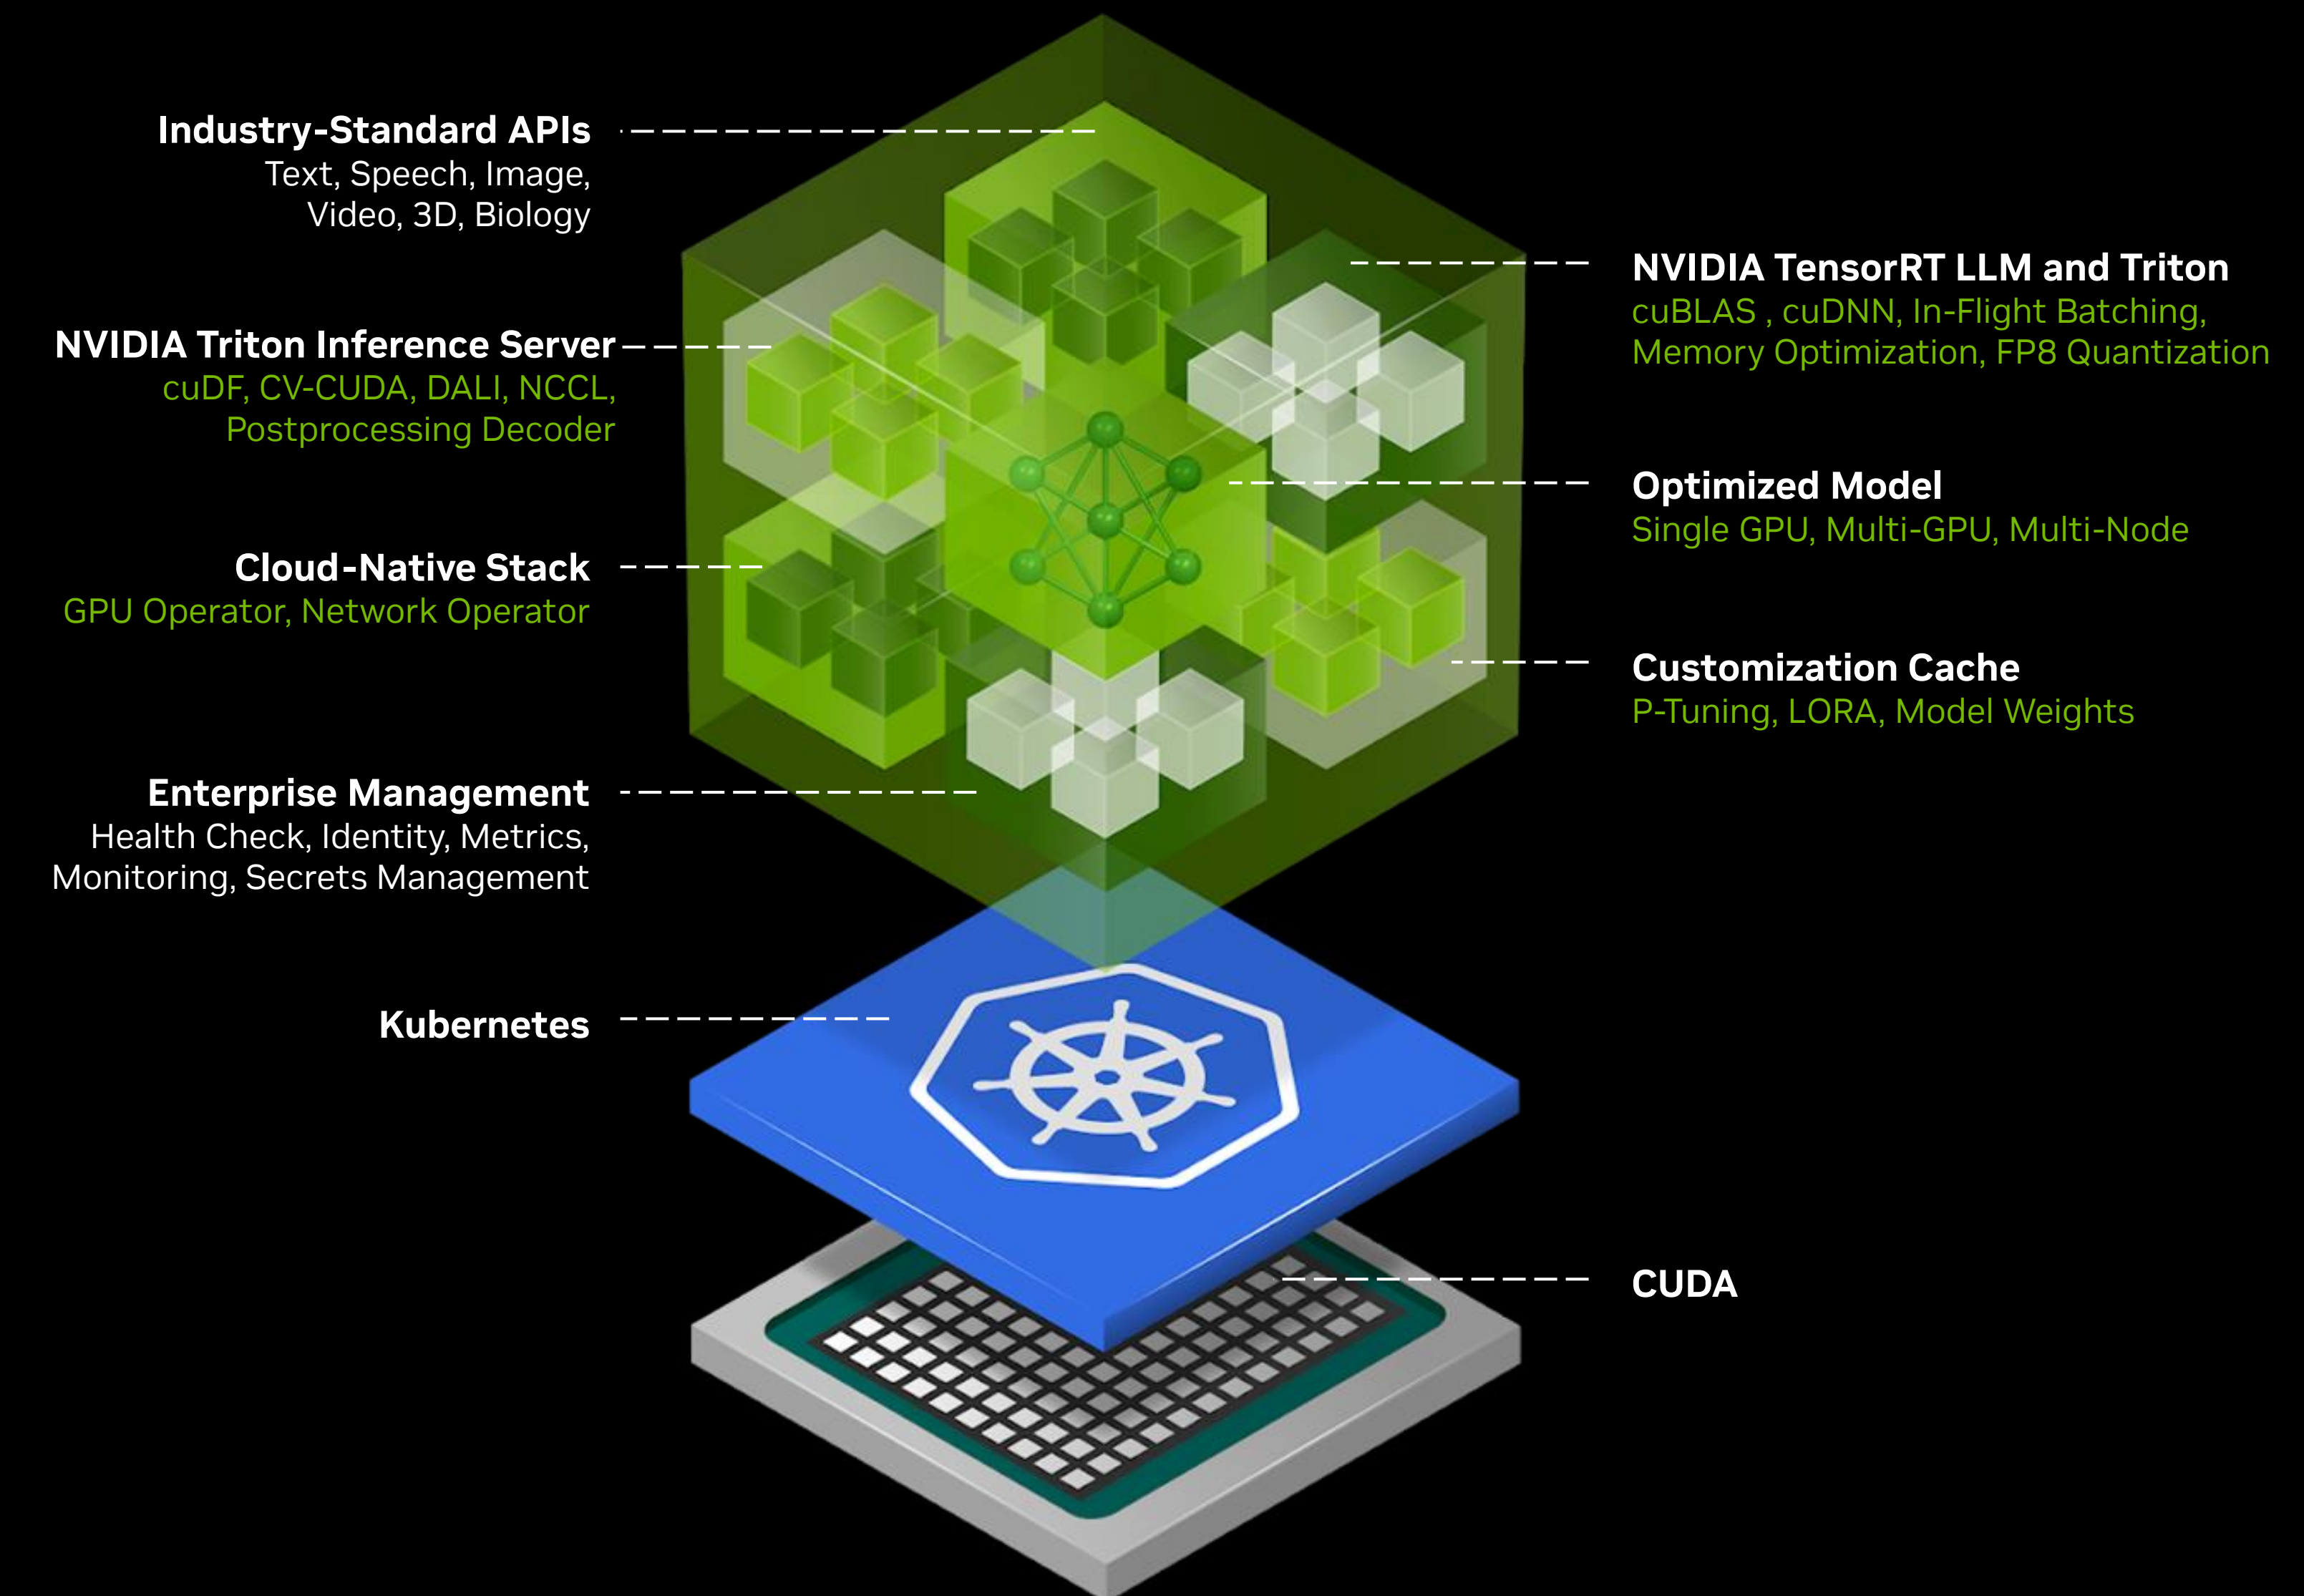 Industry-Standard APIs
Text, Speech, Image,
Video, 3D, Biology
NVIDIA Triton Inference Server
cuDF, CV-CUDA, DALI, NCCL,
Postprocessing Decoder
Cloud-Native Stack
GPU Operator, Network Operator
Enterprise Management
Health Check, Identity, Metrics,
Monitoring, Secrets Management
Kubernetes
NVIDIA TensorRT LLM and Triton
cuBLAS , cuDNN, In-Flight Batching,
Memory Optimization, FP8 Quantization
Optimized Model
Single GPU, Multi-GPU, Multi-Node
Customization Cache
P-Tuning, LORA, Model Weights
CUDA